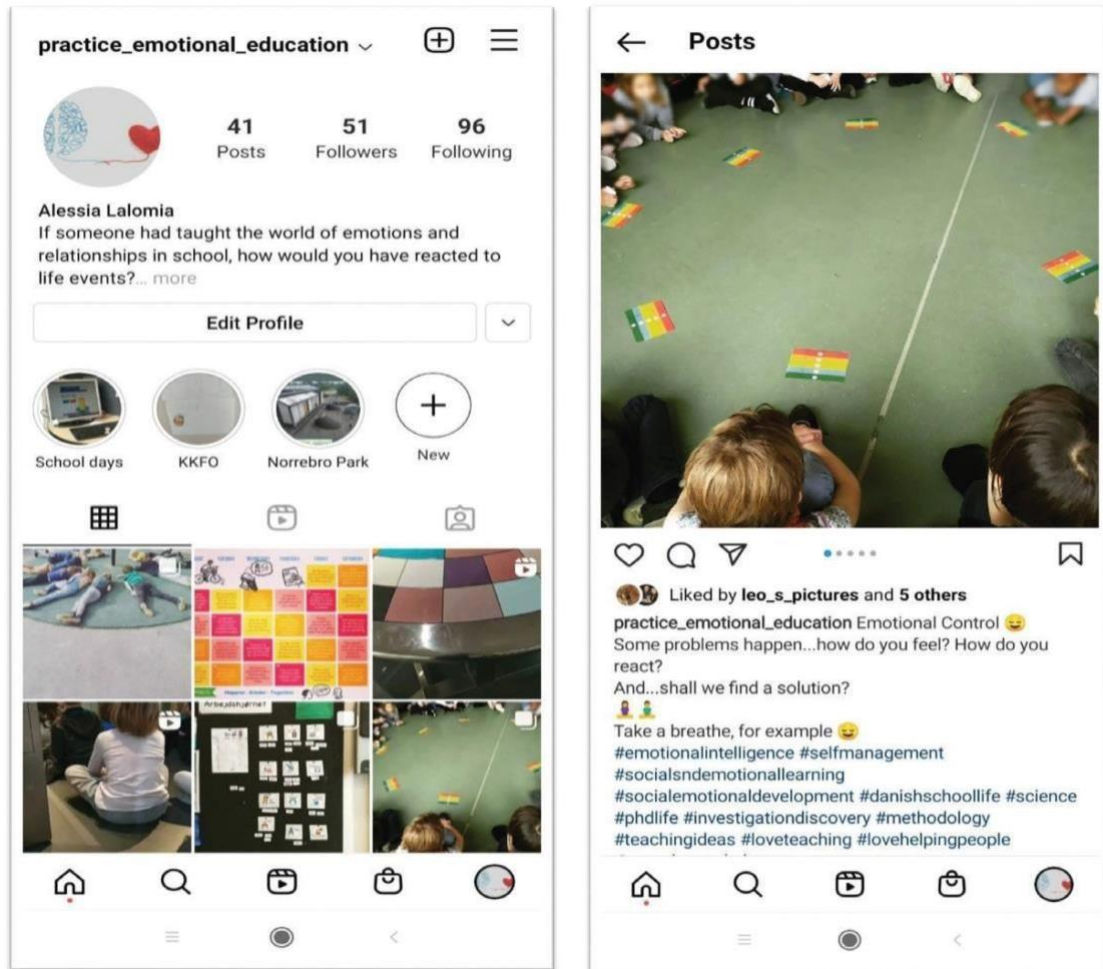 practice_emotional_education
41
51
96
Posts
Followers
Following
Alessia Lalomia
If someone had taught the world of emotions and
relationships in school, how would you have reacted to
life events?... more
Edit Profile
School days
KKFO
Norrebro Park
New
Posts
Liked by leo_s_pictures and 5 others
practice_emotional_education Emotional Control 😅
Some problems happen...how do you feel? How do you
react?
And...shall we find a solution?
🧘‍♀️🧘‍♂️
Take a breathe, for example 😅
#emotionalintelligence #selfmanagement
#socialsndemotionallearning
#socialemotionaldevelopment #danishschoollife #science
#phdlife #investigationdiscovery #methodology
#teachingideas #loveteaching #lovehelpingpeople